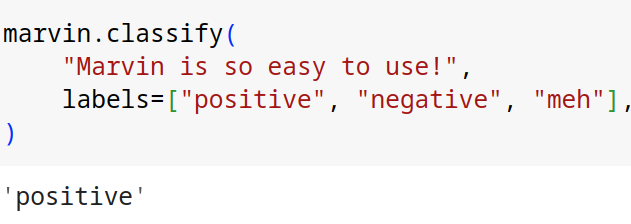 marvin.classify(
    "Marvin is so easy to use!",
    labels=["positive", "negative", "meh"],
)
'positive'